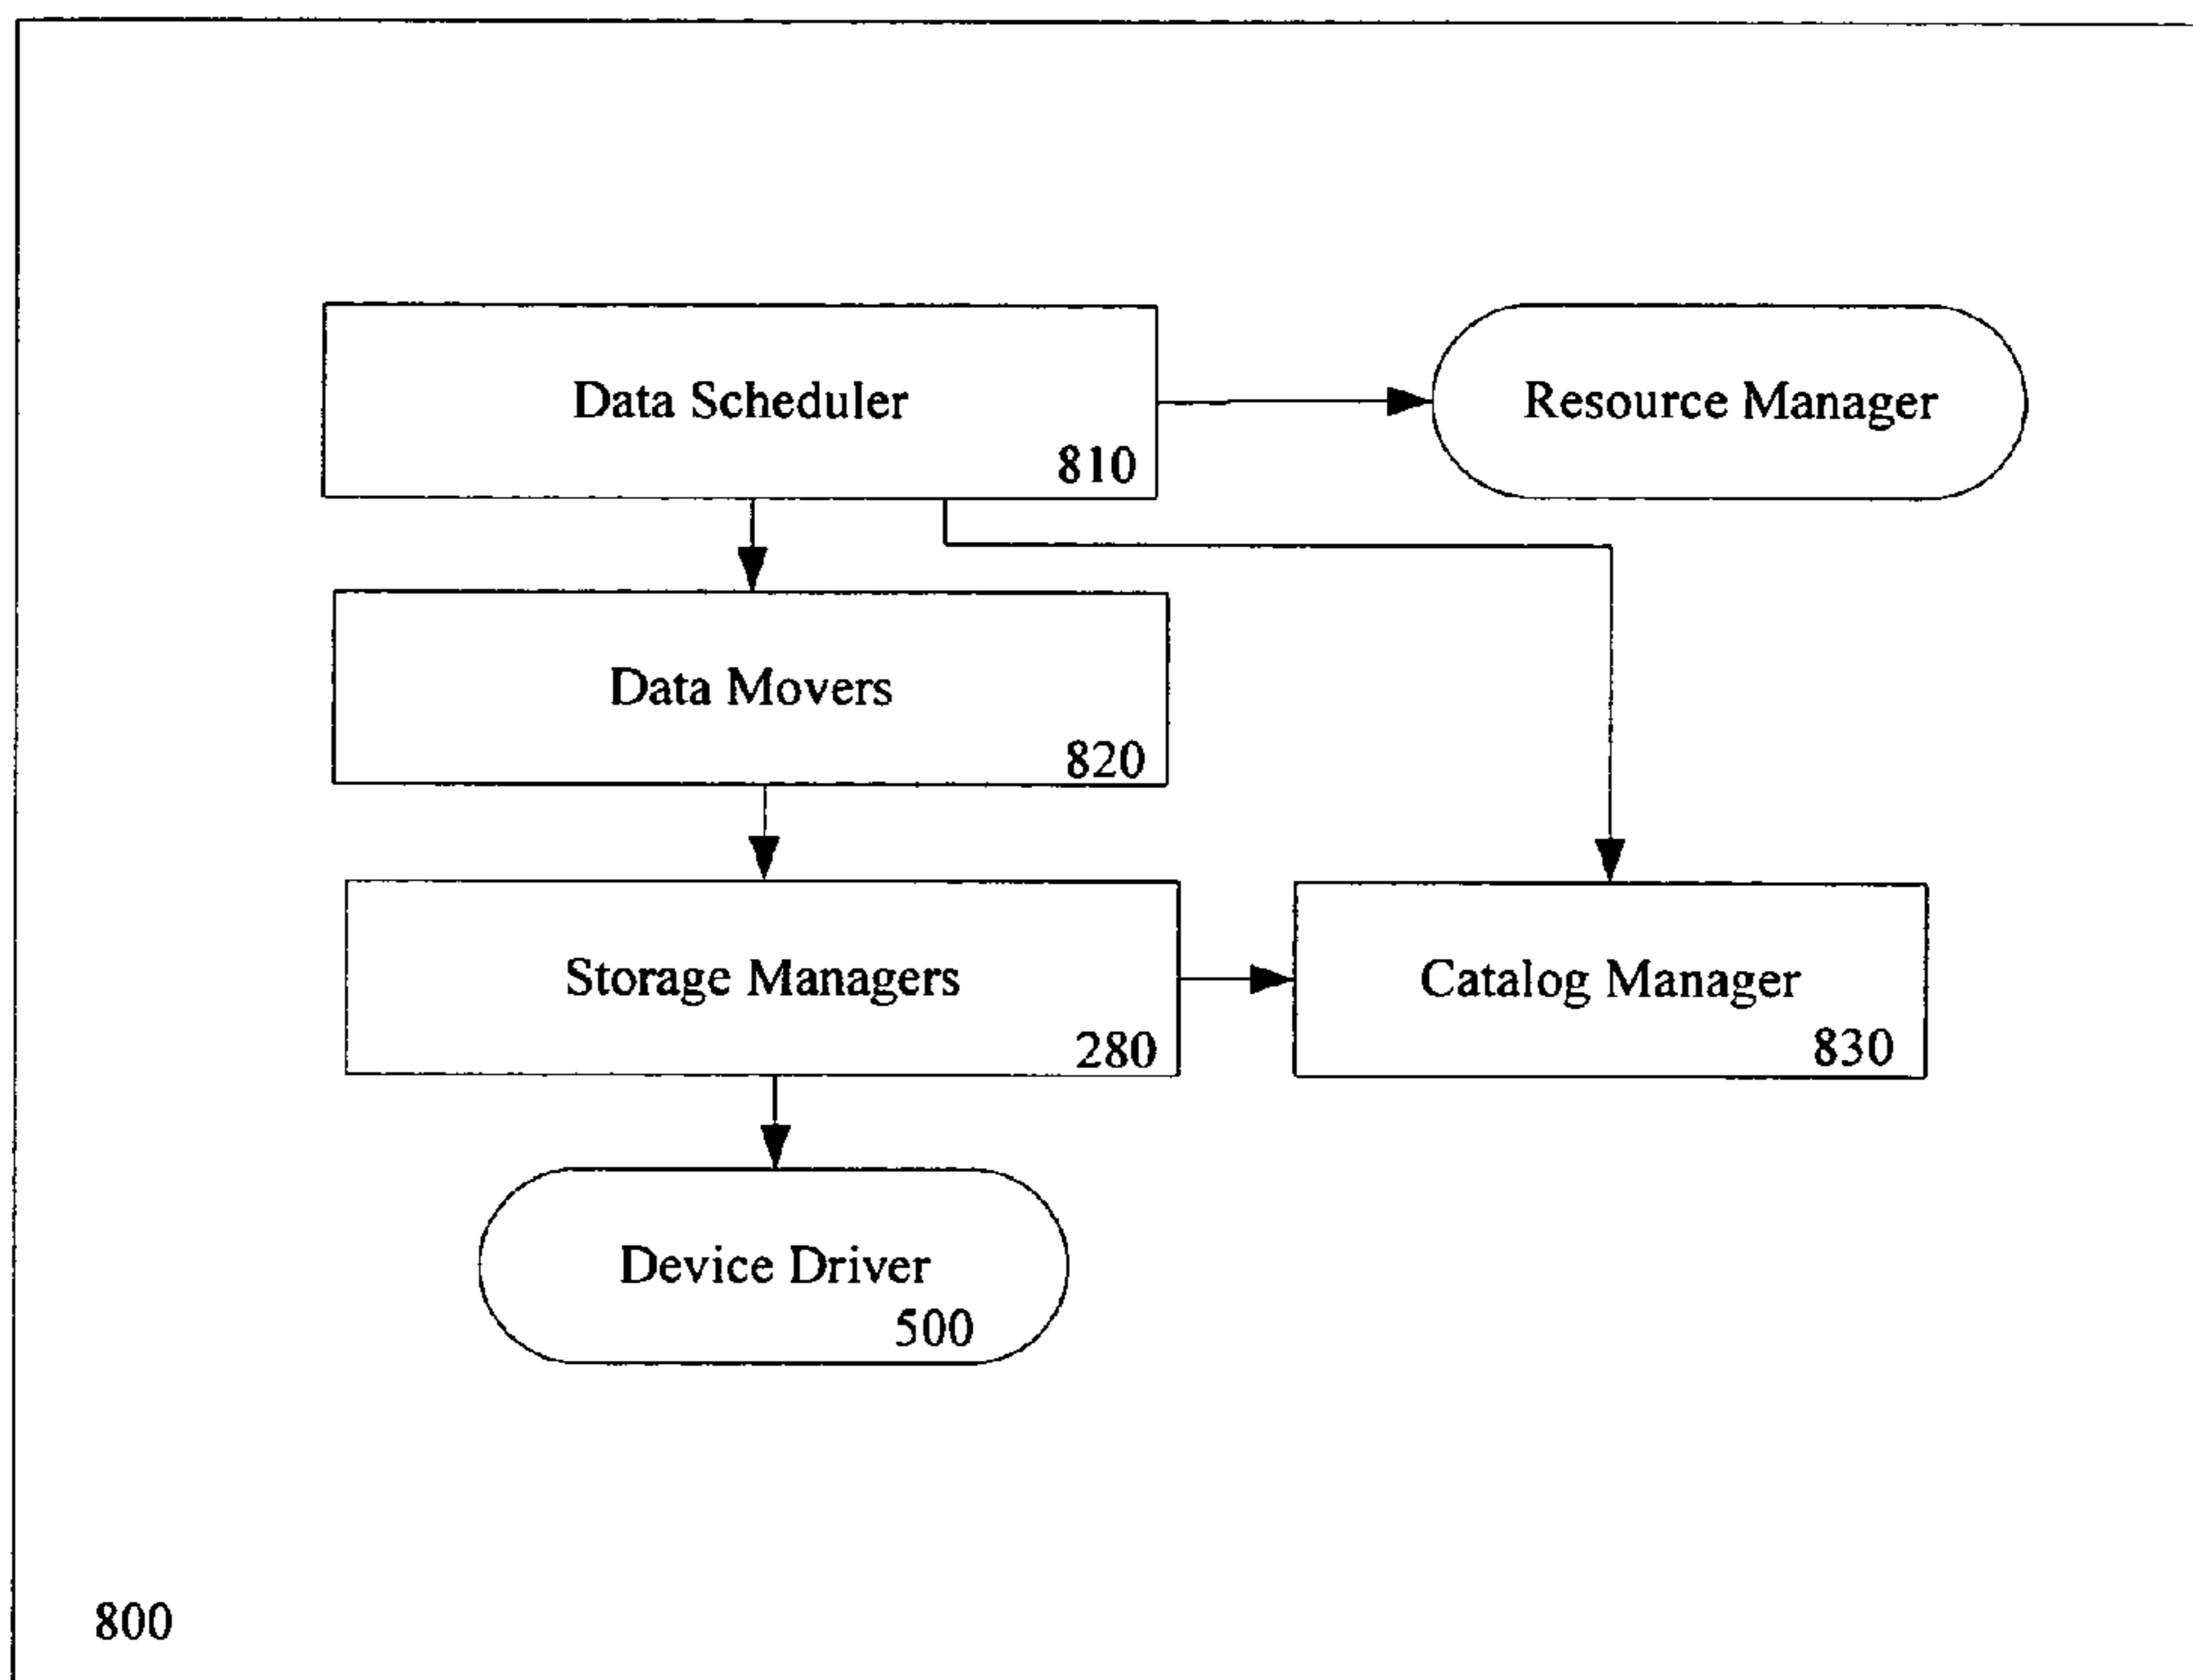 Data Scheduler
810
Resource Manager
Data Movers
820
Storage Managers
280
Catalog Manager
830
Device Driver
500
800